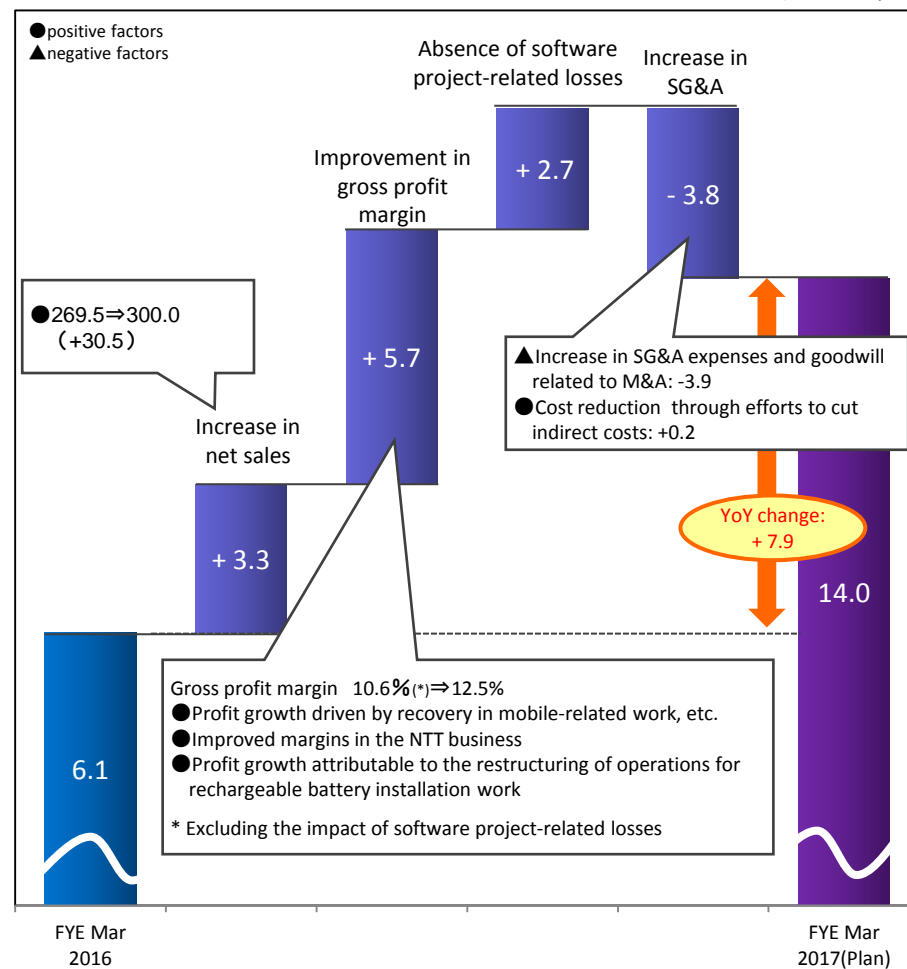 ●positive factors
▲negative factors
Absence of software
project-related losses
Increase in
SG&A
+ 2.7
- 3.8
Improvement in
gross profit
margin
●269.5⇒300.0
（+30.5）
+ 5.7
▲Increase in SG&A expenses and goodwill
related to M&A: -3.9
●Cost reduction through efforts to cut
indirect costs: +0.2
Increase in
net sales
+ 3.3
YoY change:
+ 7.9
14.0
Gross profit margin 10.6%(*)⇒12.5%
●Profit growth driven by recovery in mobile-related work, etc.
●Improved margins in the NTT business
●Profit growth attributable to the restructuring of operations for
rechargeable battery installation work
* Excluding the impact of software project-related losses
6.1
FYE Mar
2016
FYE Mar
2017(Plan)